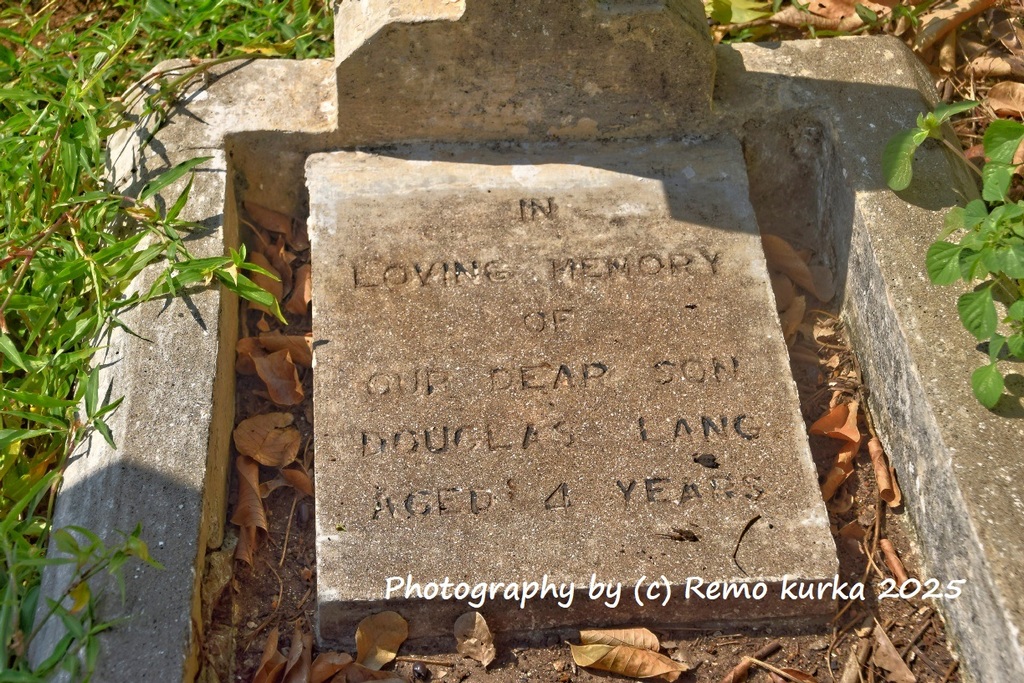 IN
LOVING MEMORY
OF
OUR DEAR SON
DOUGLAS LANG
AGED 4 YEARS
Photography by (c) Remo kurka 2025